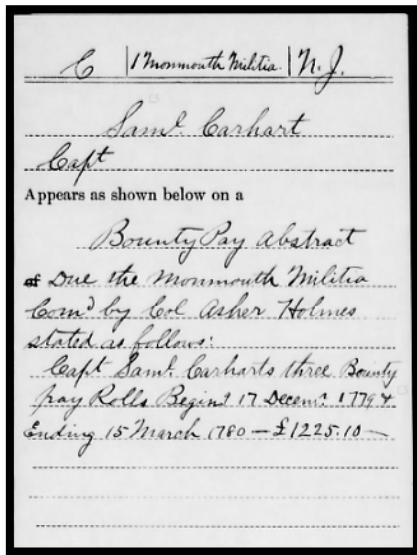 C | 1 Monmouth Militia. | N.J.
Saml. Carhart
Capt
Appears as shown below on a
Bounty Pay Abstract
of Due the Monmouth Militia
Comd by Col Asher Holmes
stated as follows:
Capt Saml. Carharts three Bounty
pay Rolls Begint 17 Decemr. 1779 &
Ending 15 March 1780 — £1225.10 —